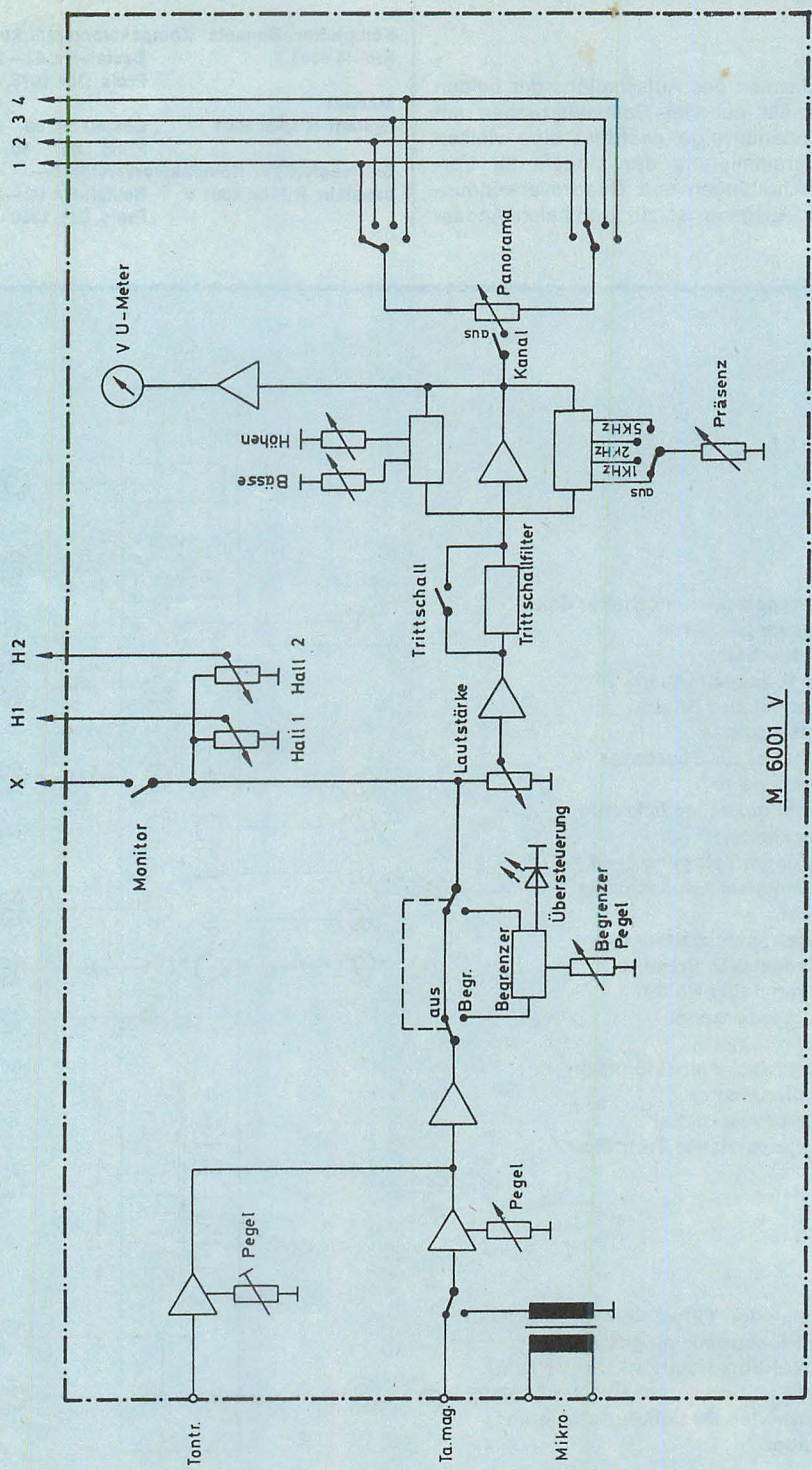 Tontr.
Pegel
Ta.mag.
Mikro.
Pegel
aus
Begr.
Begrenzer
Übersteuerung
Begrenzer
Pegel
Monitor
X
H1
H2
Hall 1
Hall 2
Lautstärke
Trittschall
Trittschallfilter
Bässe
Höhen
V U-Meter
aus
1KHz
2KHz
5KHz
Präsenz
aus
Kanal
Panorama
1
2
3
4
M 6001 V